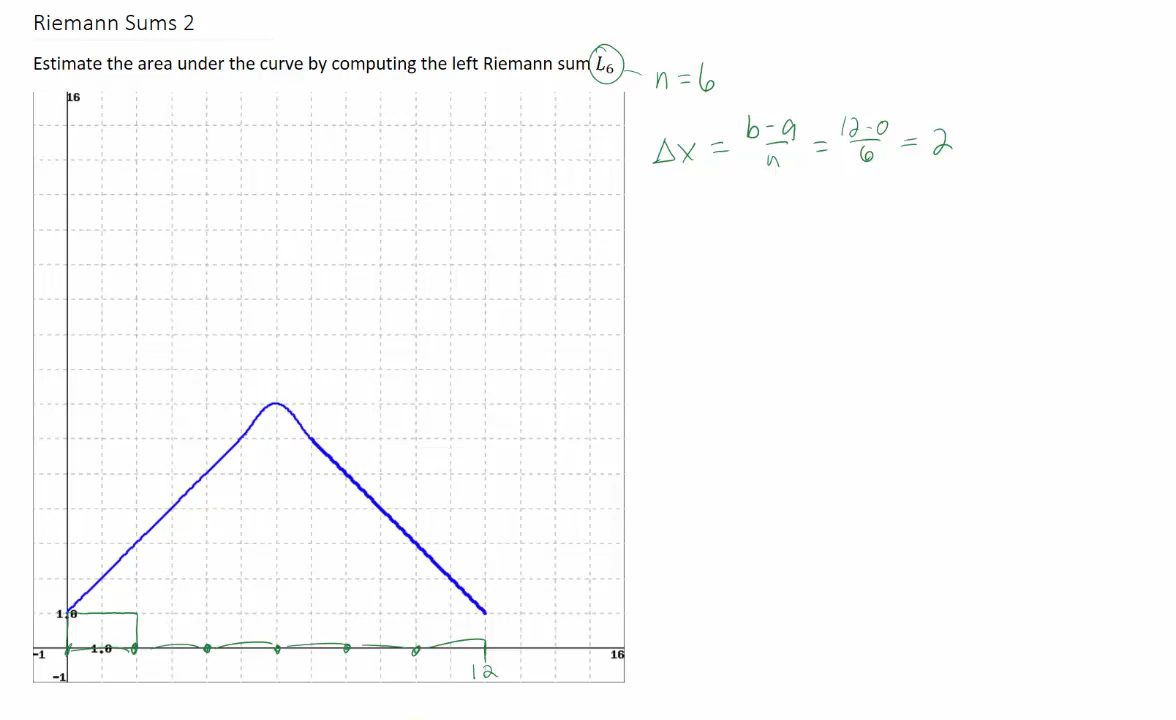 Riemann Sums 2
Estimate the area under the curve by computing the left Riemann sum L₆
n = 6
Δx = b-a/n = 12-0/6 = 2
16
1.0
1.0
-1
16
-1
12